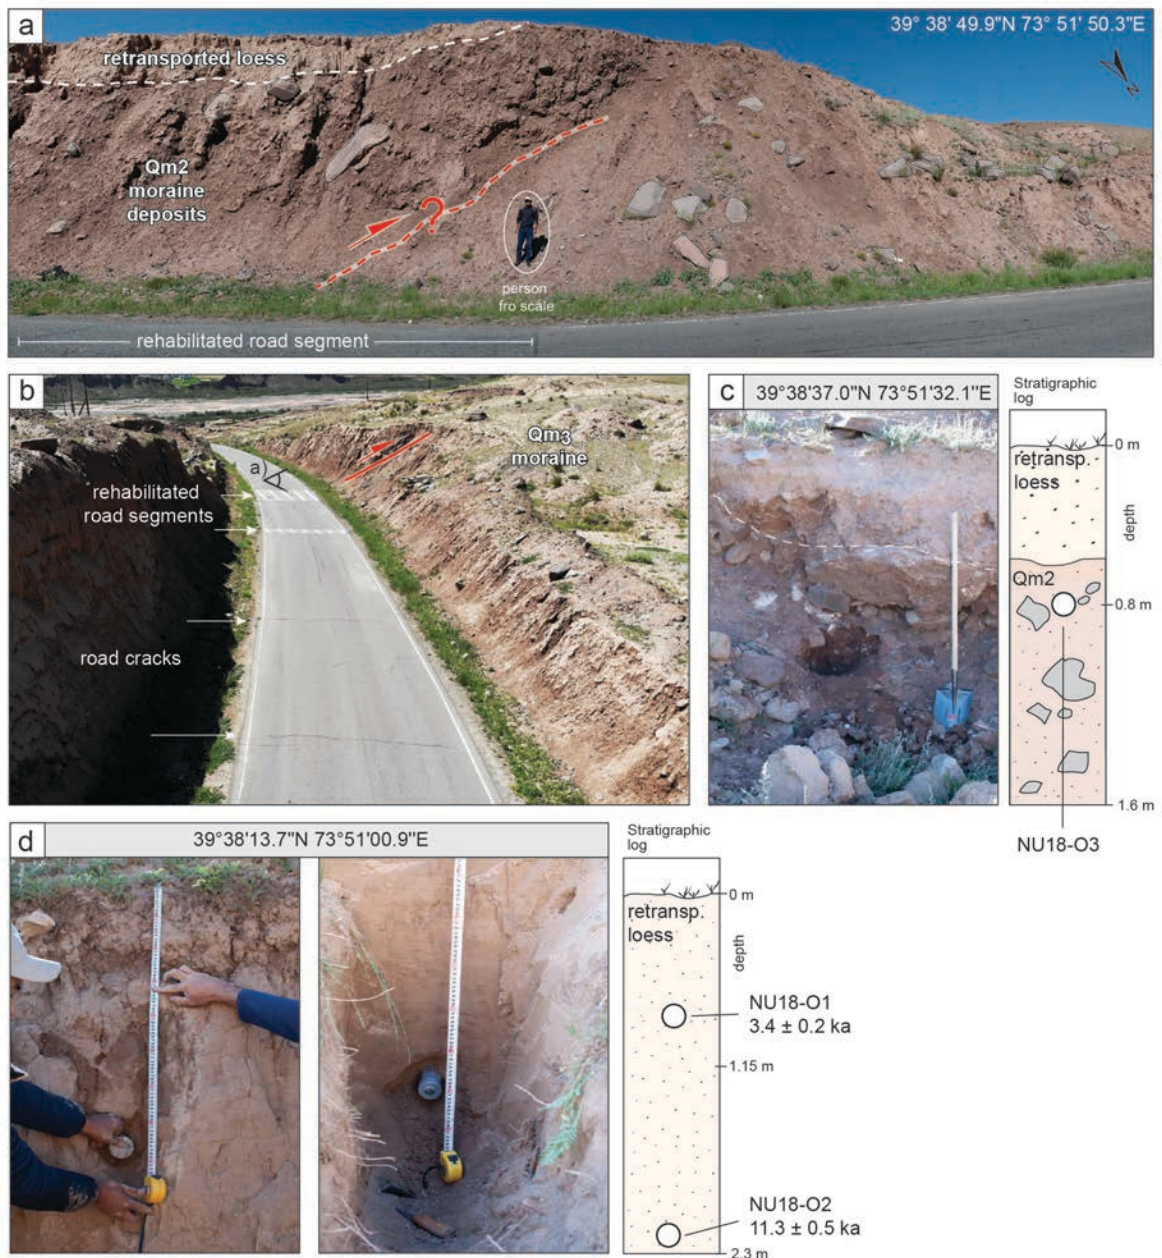 a
39° 38' 49.9"N 73° 51' 50.3"E
retransported loess
Qm2
moraine
deposits
?
person
fro scale
rehabilitated road segment
b
Qm3
moraine
a)
rehabilitated
road segments
road cracks
c
39°38'37.0"N 73°51'32.1"E
Stratigraphic
log
0 m
retransp.
loess
depth
Qm2
0.8 m
1.6 m
NU18-O3
d
39°38'13.7"N 73°51'00.9"E
Stratigraphic
log
0 m
retransp.
loess
depth
NU18-O1
3.4 ± 0.2 ka
1.15 m
NU18-O2
11.3 ± 0.5 ka
2.3 m